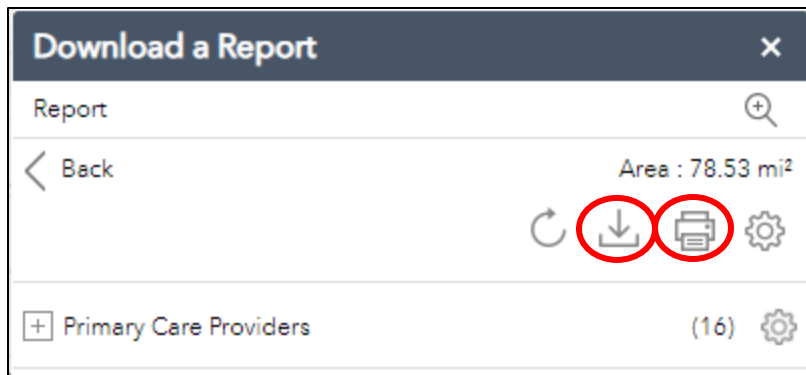 Download a Report
Report
Back
Area : 78.53 mi²
Primary Care Providers (16)